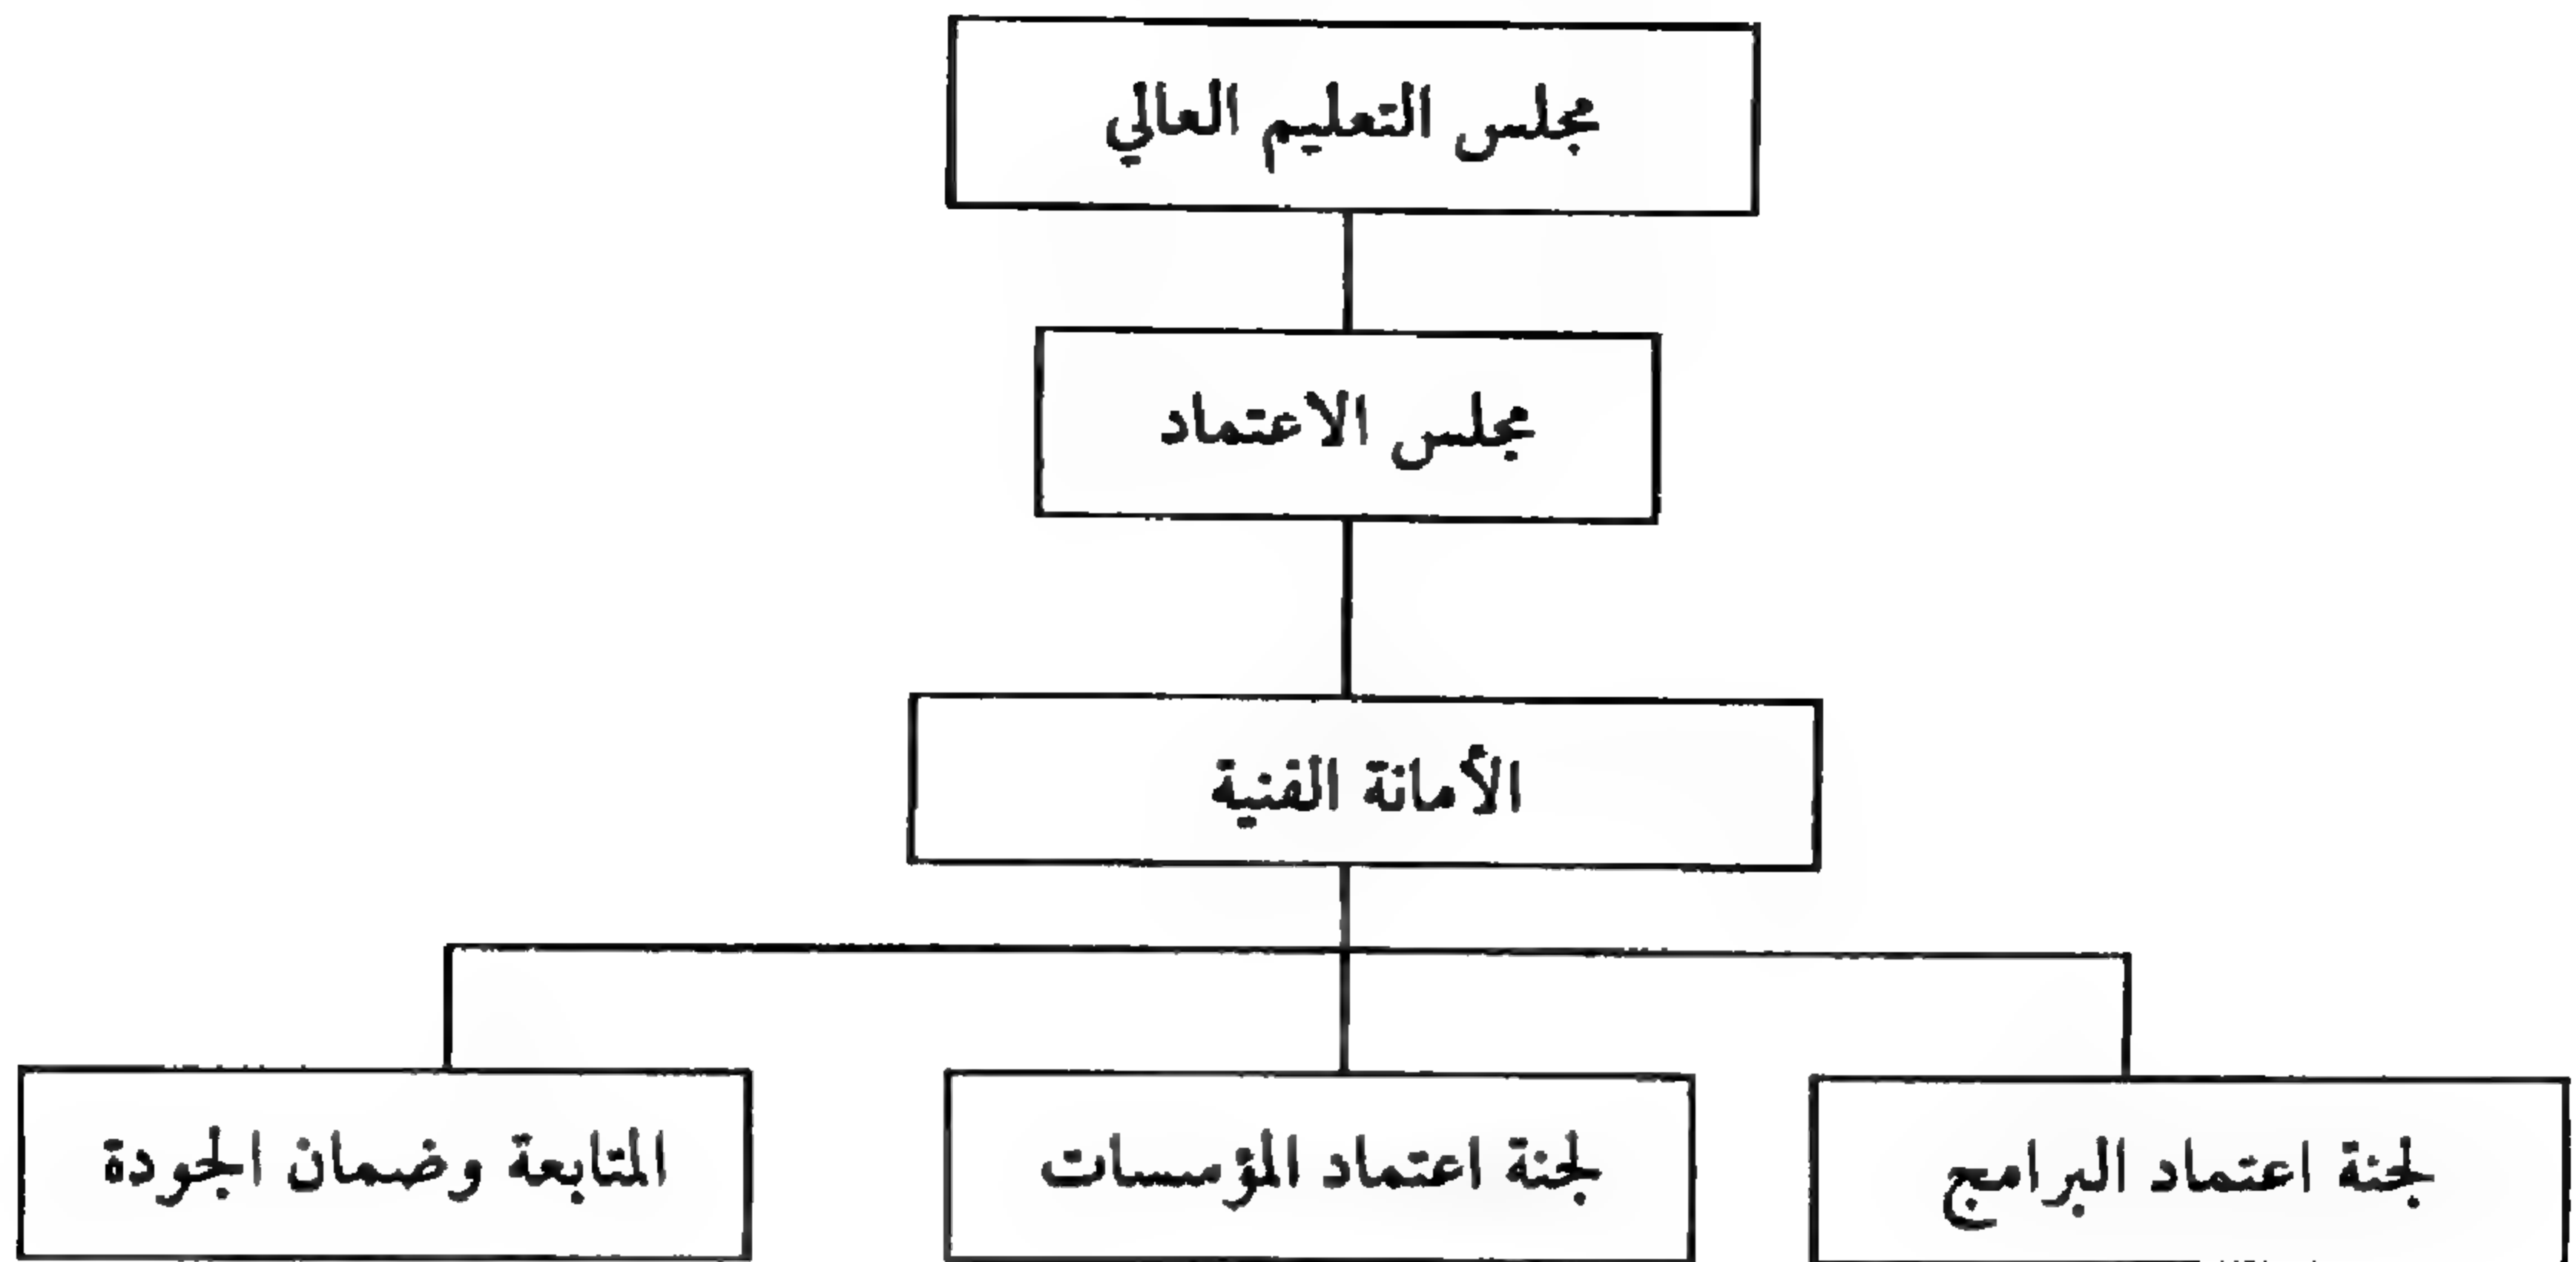 مجلس التعليم العالي
مجلس الاعتماد
الأمانة الفنية
لجنة اعتماد البرامج
لجنة اعتماد المؤسسات
المتابعة وضمان الجودة